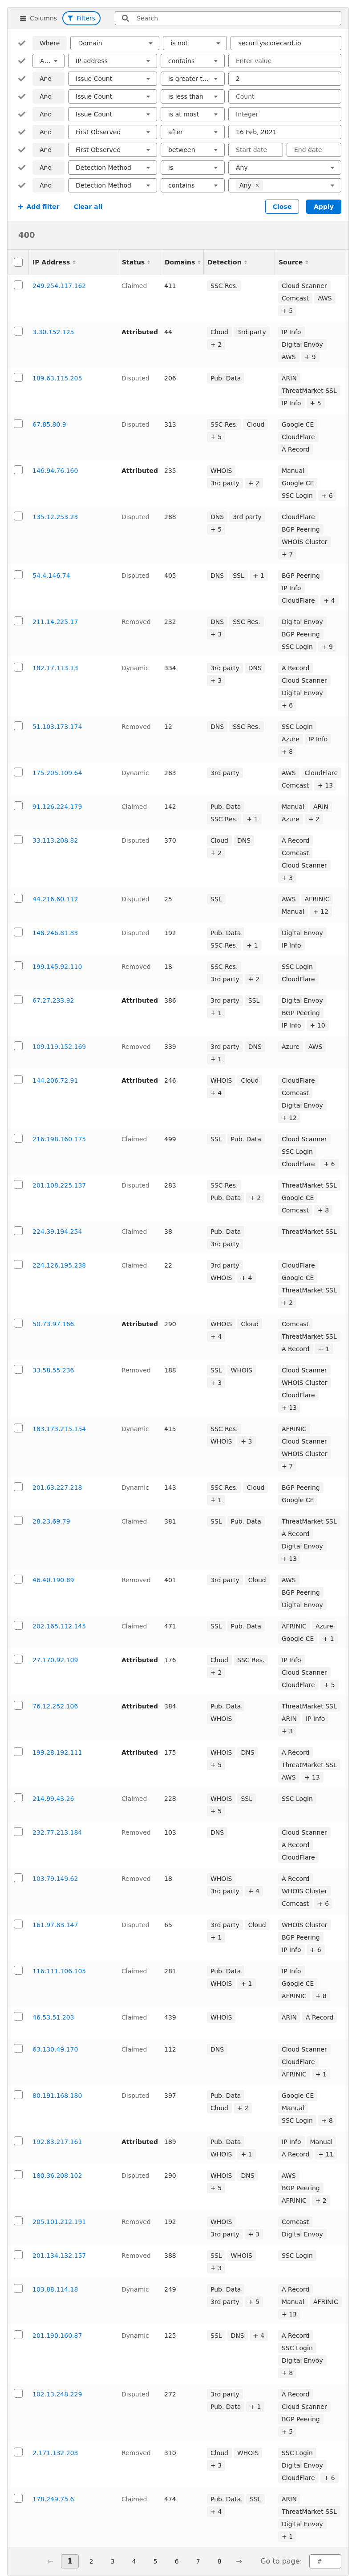 Columns Filters Search
Where Domain is not securityscorecard.io
A... IP address contains Enter value
And Issue Count is greater t... 2
And Issue Count is less than Count
And Issue Count is at most Integer
And First Observed after 16 Feb, 2021
And First Observed between Start date End date
And Detection Method is Any
And Detection Method contains Any ×
+ Add filter Clear all Close Apply
400
IP Address Status Domains Detection Source
249.254.117.162 Claimed 411 SSC Res. Cloud Scanner
Comcast AWS
+ 5
3.30.152.125 Attributed 44 Cloud 3rd party IP Info
+ 2 Digital Envoy
AWS + 9
189.63.115.205 Disputed 206 Pub. Data ARIN
ThreatMarket SSL
IP Info + 5
67.85.80.9 Disputed 313 SSC Res. Cloud Google CE
+ 5 CloudFlare
A Record
146.94.76.160 Attributed 235 WHOIS Manual
3rd party + 2 Google CE
SSC Login + 6
135.12.253.23 Disputed 288 DNS 3rd party CloudFlare
+ 5 BGP Peering
WHOIS Cluster
+ 7
54.4.146.74 Disputed 405 DNS SSL + 1 BGP Peering
IP Info
CloudFlare + 4
211.14.225.17 Removed 232 DNS SSC Res. Digital Envoy
+ 3 BGP Peering
SSC Login + 9
182.17.113.13 Dynamic 334 3rd party DNS A Record
+ 3 Cloud Scanner
Digital Envoy
+ 6
51.103.173.174 Removed 12 DNS SSC Res. SSC Login
Azure IP Info
+ 8
175.205.109.64 Dynamic 283 3rd party AWS CloudFlare
Comcast + 13
91.126.224.179 Claimed 142 Pub. Data Manual ARIN
SSC Res. + 1 Azure + 2
33.113.208.82 Disputed 370 Cloud DNS A Record
+ 2 Comcast
Cloud Scanner
+ 3
44.216.60.112 Disputed 25 SSL AWS AFRINIC
Manual + 12
148.246.81.83 Disputed 192 Pub. Data Digital Envoy
SSC Res. + 1 IP Info
199.145.92.110 Removed 18 SSC Res. SSC Login
3rd party + 2 CloudFlare
67.27.233.92 Attributed 386 3rd party SSL Digital Envoy
+ 1 BGP Peering
IP Info + 10
109.119.152.169 Removed 339 3rd party DNS Azure AWS
+ 1
144.206.72.91 Attributed 246 WHOIS Cloud CloudFlare
+ 4 Comcast
Digital Envoy
+ 12
216.198.160.175 Claimed 499 SSL Pub. Data Cloud Scanner
SSC Login
CloudFlare + 6
201.108.225.137 Disputed 283 SSC Res. ThreatMarket SSL
Pub. Data + 2 Google CE
Comcast + 8
224.39.194.254 Claimed 38 Pub. Data ThreatMarket SSL
3rd party
224.126.195.238 Claimed 22 3rd party CloudFlare
WHOIS + 4 Google CE
ThreatMarket SSL
+ 2
50.73.97.166 Attributed 290 WHOIS Cloud Comcast
+ 4 ThreatMarket SSL
A Record + 1
33.58.55.236 Removed 188 SSL WHOIS Cloud Scanner
+ 3 WHOIS Cluster
CloudFlare
+ 13
183.173.215.154 Dynamic 415 SSC Res. AFRINIC
WHOIS + 3 Cloud Scanner
WHOIS Cluster
+ 7
201.63.227.218 Dynamic 143 SSC Res. Cloud BGP Peering
+ 1 Google CE
28.23.69.79 Claimed 381 SSL Pub. Data ThreatMarket SSL
A Record
Digital Envoy
+ 13
46.40.190.89 Removed 401 3rd party Cloud AWS
BGP Peering
Digital Envoy
202.165.112.145 Claimed 471 SSL Pub. Data AFRINIC Azure
Google CE + 1
27.170.92.109 Attributed 176 Cloud SSC Res. IP Info
+ 2 Cloud Scanner
CloudFlare + 5
76.12.252.106 Attributed 384 Pub. Data ThreatMarket SSL
WHOIS ARIN IP Info
+ 3
199.28.192.111 Attributed 175 WHOIS DNS A Record
+ 5 ThreatMarket SSL
AWS + 13
214.99.43.26 Claimed 228 WHOIS SSL SSC Login
+ 5
232.77.213.184 Removed 103 DNS Cloud Scanner
A Record
CloudFlare
103.79.149.62 Removed 18 WHOIS A Record
3rd party + 4 WHOIS Cluster
Comcast + 6
161.97.83.147 Disputed 65 3rd party Cloud WHOIS Cluster
+ 1 BGP Peering
IP Info + 6
116.111.106.105 Claimed 281 Pub. Data IP Info
WHOIS + 1 Google CE
AFRINIC + 8
46.53.51.203 Claimed 439 WHOIS ARIN A Record
63.130.49.170 Claimed 112 DNS Cloud Scanner
CloudFlare
AFRINIC + 1
80.191.168.180 Disputed 397 Pub. Data Google CE
Cloud + 2 Manual
SSC Login + 8
192.83.217.161 Attributed 189 Pub. Data IP Info Manual
WHOIS + 1 A Record + 11
180.36.208.102 Disputed 290 WHOIS DNS AWS
+ 5 BGP Peering
AFRINIC + 2
205.101.212.191 Removed 192 WHOIS Comcast
3rd party + 3 Digital Envoy
201.134.132.157 Removed 388 SSL WHOIS SSC Login
+ 3
103.88.114.18 Dynamic 249 Pub. Data A Record
3rd party + 5 Manual AFRINIC
+ 13
201.190.160.87 Dynamic 125 SSL DNS + 4 A Record
SSC Login
Digital Envoy
+ 8
102.13.248.229 Disputed 272 3rd party A Record
Pub. Data + 1 Cloud Scanner
BGP Peering
+ 5
2.171.132.203 Removed 310 Cloud WHOIS SSC Login
+ 3 Digital Envoy
CloudFlare + 6
178.249.75.6 Claimed 474 Pub. Data SSL ARIN
+ 4 ThreatMarket SSL
Digital Envoy
+ 1
← 1 2 3 4 5 6 7 8 → Go to page: #